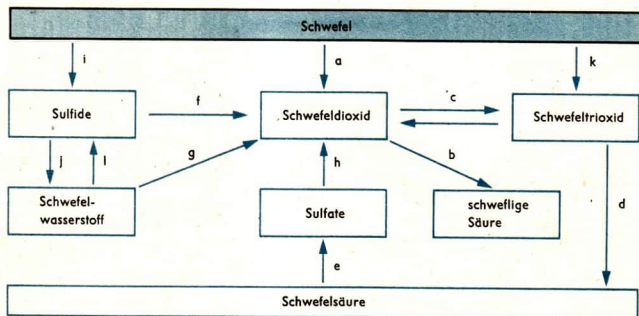 Schwefel
i
a
k
Sulfide
f
Schwefeldioxid
c
Schwefeltrioxid
j
l
g
h
b
d
Schwefel-
wasserstoff
Sulfate
schweflige
Säure
e
Schwefelsäure